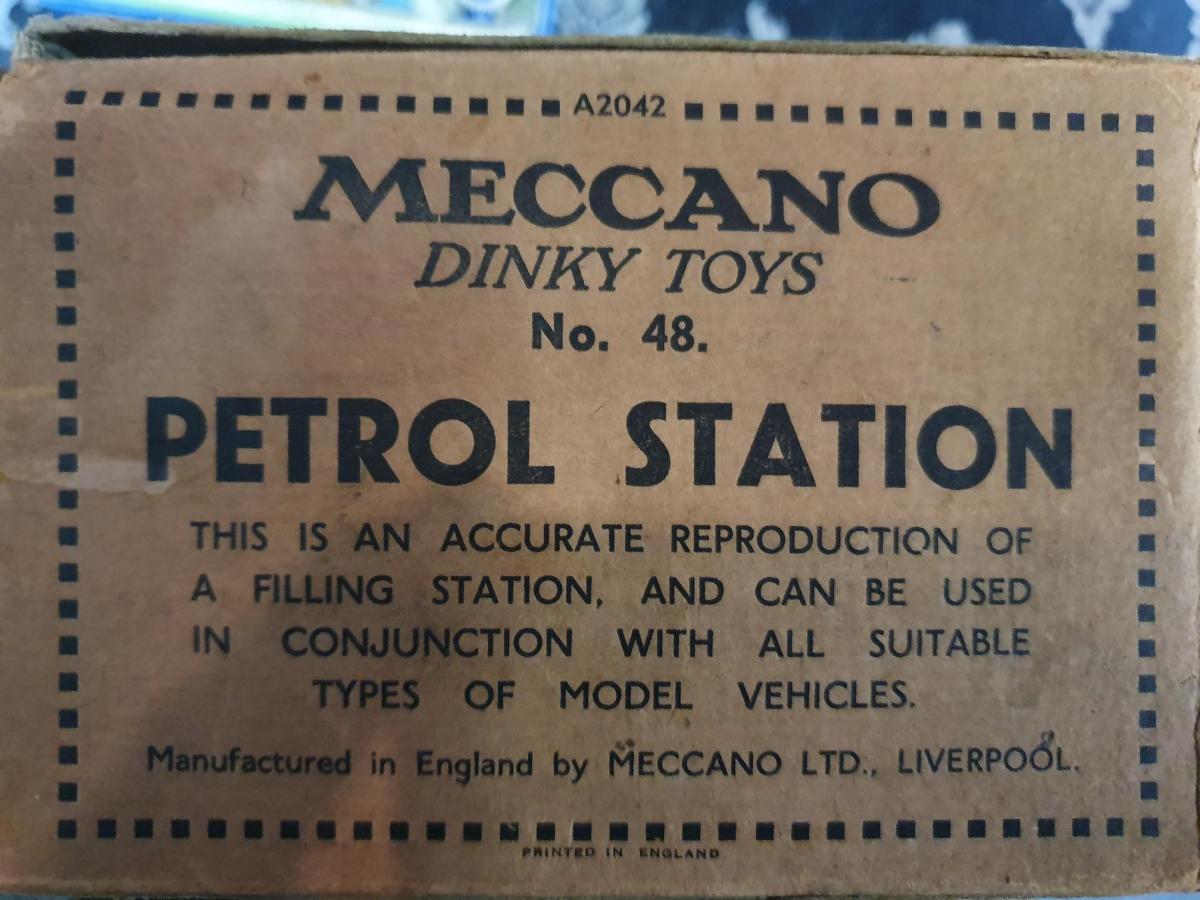 A2042
MECCANO
DINKY TOYS
No. 48.
PETROL STATION
THIS IS AN ACCURATE REPRODUCTION OF
A FILLING STATION, AND CAN BE USED
IN CONJUNCTION WITH ALL SUITABLE
TYPES OF MODEL VEHICLES.
Manufactured in England by MECCANO LTD., LIVERPOOL.
PRINTED IN ENGLAND